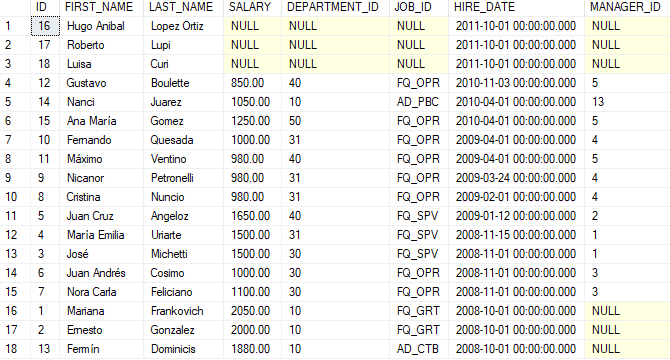 ID FIRST_NAME LAST_NAME SALARY DEPARTMENT_ID JOB_ID HIRE_DATE MANAGER_ID
1 16 Hugo Anibal Lopez Ortiz NULL NULL NULL 2011-10-01 00:00:00.000 NULL
2 17 Roberto Lupi NULL NULL NULL 2011-10-01 00:00:00.000 NULL
3 18 Luisa Curi NULL NULL NULL 2011-10-01 00:00:00.000 NULL
4 12 Gustavo Boulette 850.00 40 FQ_OPR 2010-11-03 00:00:00.000 5
5 14 Nanci Juarez 1050.00 10 AD_PBC 2010-04-01 00:00:00.000 13
6 15 Ana María Gomez 1250.00 50 FQ_OPR 2010-04-01 00:00:00.000 5
7 10 Fernando Quesada 1000.00 31 FQ_OPR 2009-04-01 00:00:00.000 4
8 11 Máximo Ventino 980.00 40 FQ_OPR 2009-04-01 00:00:00.000 5
9 9 Nicanor Petronelli 980.00 31 FQ_OPR 2009-03-24 00:00:00.000 4
10 8 Cristina Nuncio 980.00 31 FQ_OPR 2009-02-01 00:00:00.000 4
11 5 Juan Cruz Angeloz 1650.00 40 FQ_SPV 2009-01-12 00:00:00.000 2
12 4 María Emilia Uriarte 1500.00 31 FQ_SPV 2008-11-15 00:00:00.000 1
13 3 José Michetti 1500.00 30 FQ_SPV 2008-11-01 00:00:00.000 1
14 6 Juan Andrés Cosimo 1000.00 30 FQ_OPR 2008-11-01 00:00:00.000 3
15 7 Nora Carla Feliciano 1100.00 30 FQ_OPR 2008-11-01 00:00:00.000 3
16 1 Mariana Frankovich 2050.00 10 FQ_GRT 2008-10-01 00:00:00.000 NULL
17 2 Ernesto Gonzalez 2000.00 10 FQ_GRT 2008-10-01 00:00:00.000 NULL
18 13 Fermín Dominicis 1880.00 10 AD_CTB 2008-10-01 00:00:00.000 NULL